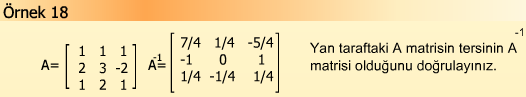 Örnek 18
A= [ 1 1 1 A⁻¹= [ 7/4 1/4 -5/4 ] Yan taraftaki A matrisin tersinin A⁻¹
2 3 -2 -1 0 1 matrisi olduğunu doğrulayınız.
1 2 1 ] 1/4 -1/4 1/4